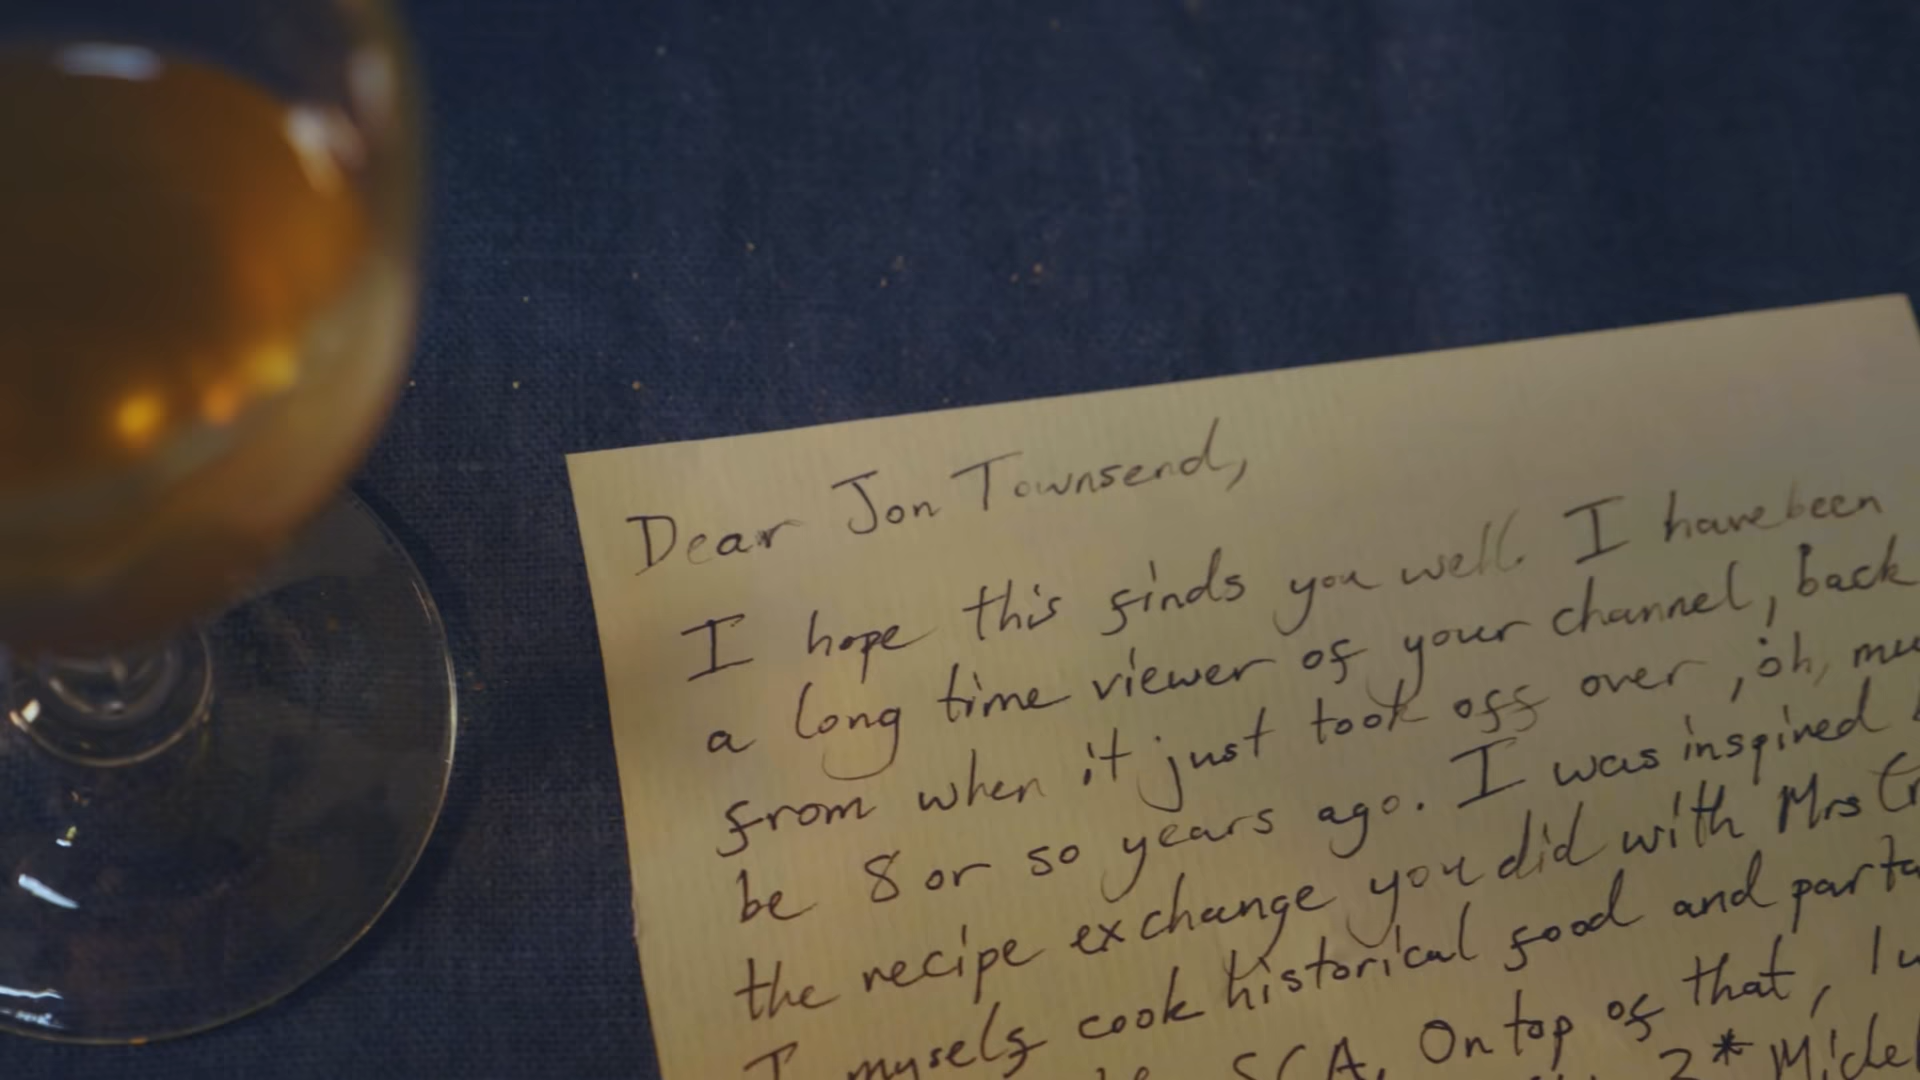 Dear Jon Townsend,
I hope this finds you well. I have been
a long time viewer of your channel, back
from when it just took off over, oh,
be 8 or so years ago. I was inspired
the recipe exchange you did with Mrs
I myself cook historical food and
SCA. On top of that, I
2*